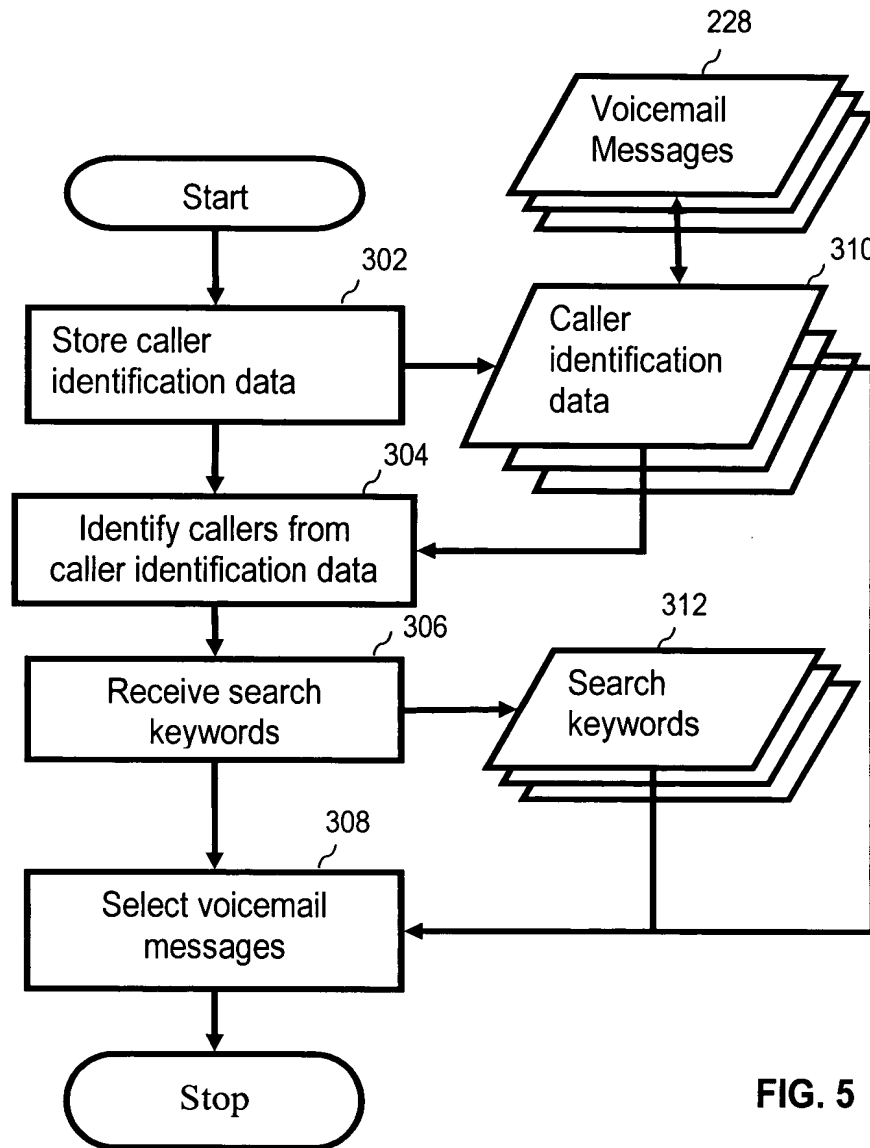 228
Voicemail
Messages
Start
302
310
Store caller
identification data
Caller
identification
data
304
Identify callers from
caller identification data
306
312
Receive search
keywords
Search
keywords
308
Select voicemail
messages
Stop
FIG. 5